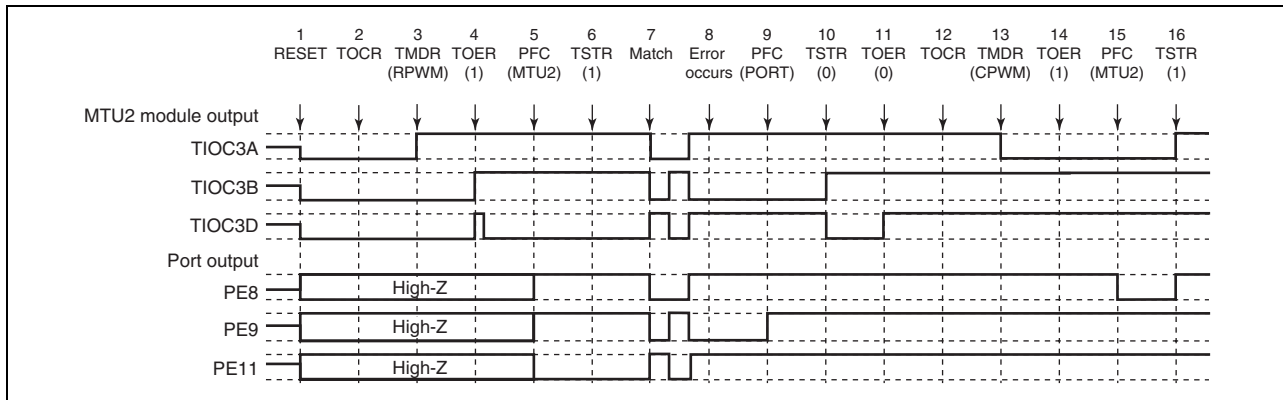 1 2 3 4 5 6 7 8 9 10 11 12 13 14 15 16
RESET TOCR TMDR TOER PFC TSTR Match Error PFC TSTR TOER TOCR TMDR TOER PFC TSTR
(RPWM) (1) (MTU2) (1) occurs (PORT) (0) (0) (CPWM) (1) (MTU2) (1)
MTU2 module output
TIOC3A
TIOC3B
TIOC3D
Port output
PE8 High-Z
PE9 High-Z
PE11 High-Z